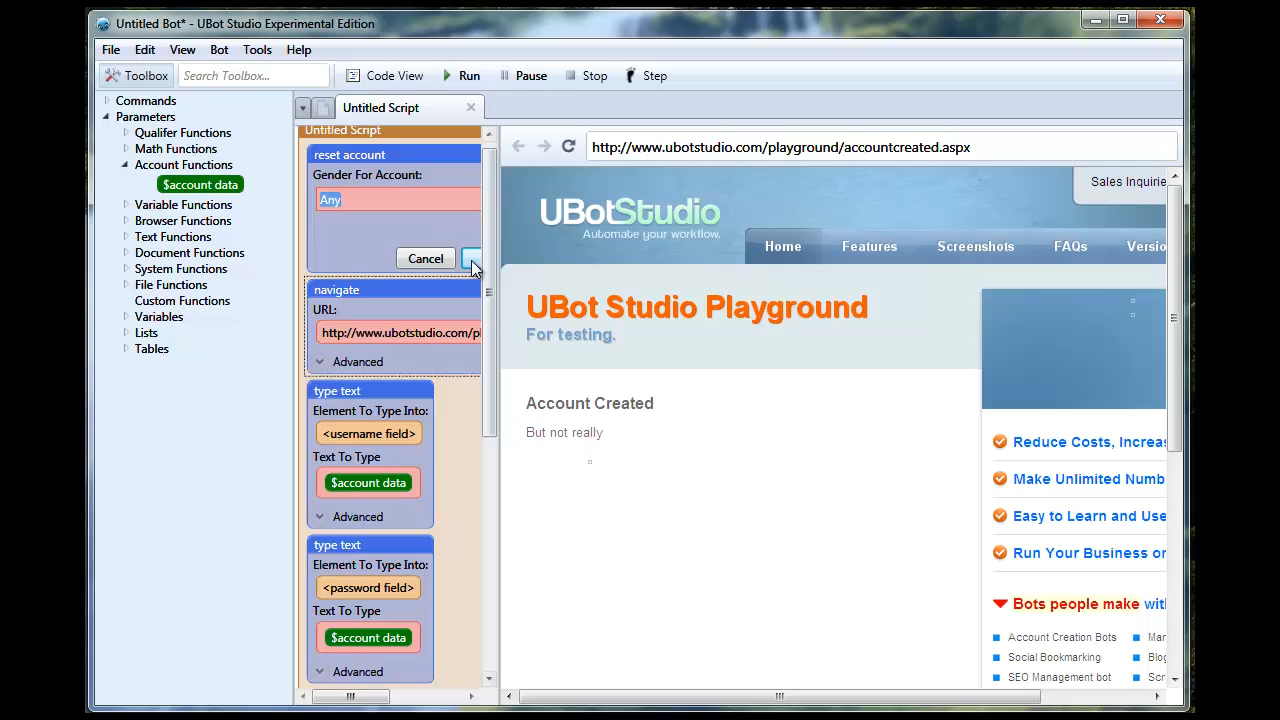 Untitled Bot* - UBot Studio Experimental Edition
File Edit View Bot Tools Help
Toolbox Search Toolbox... Code View Run Pause Stop Step
Commands
Parameters
Qualifer Functions
Math Functions
Account Functions
$account data
Variable Functions
Browser Functions
Text Functions
Document Functions
System Functions
File Functions
Custom Functions
Variables
Lists
Tables
Untitled Script
Untitled Script
reset account
Gender For Account:
Any
Cancel
navigate
URL:
http://www.ubotstudio.com/pl
Advanced
type text
Element To Type Into:
<username field>
Text To Type
$account data
Advanced
type text
Element To Type Into:
<password field>
Text To Type
$account data
Advanced
http://www.ubotstudio.com/playground/accountcreated.aspx
Sales Inquirie
UBotStudio
Automate your workflow.
Home Features Screenshots FAQs Versio
UBot Studio Playground
For testing.
Account Created
But not really
Reduce Costs, Increas
Make Unlimited Numb
Easy to Learn and Use
Run Your Business or
Bots people make wit
Account Creation Bots Mar
Social Bookmarking Blog
SEO Management bot Scr